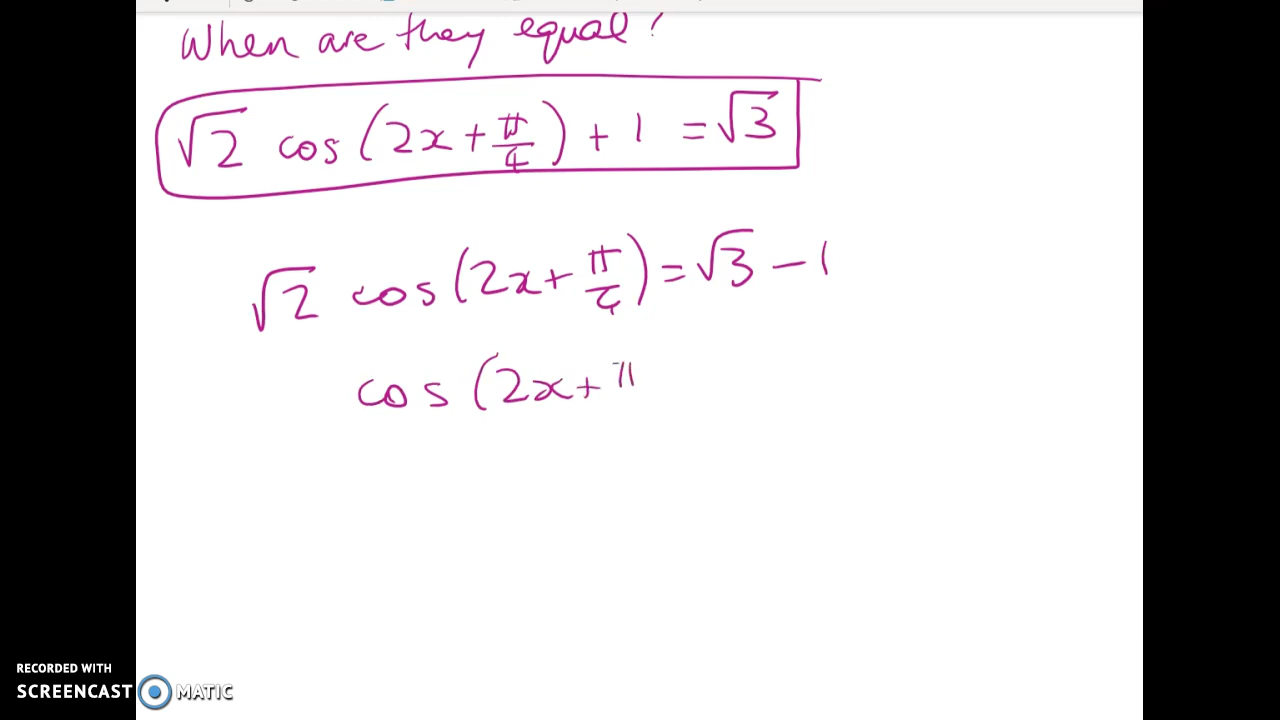 When are they equal?
√2 cos(2x + π/4) + 1 = √3
√2 cos(2x + π/4) = √3 − 1
cos(2x + π
RECORDED WITH
SCREENCAST MATIC